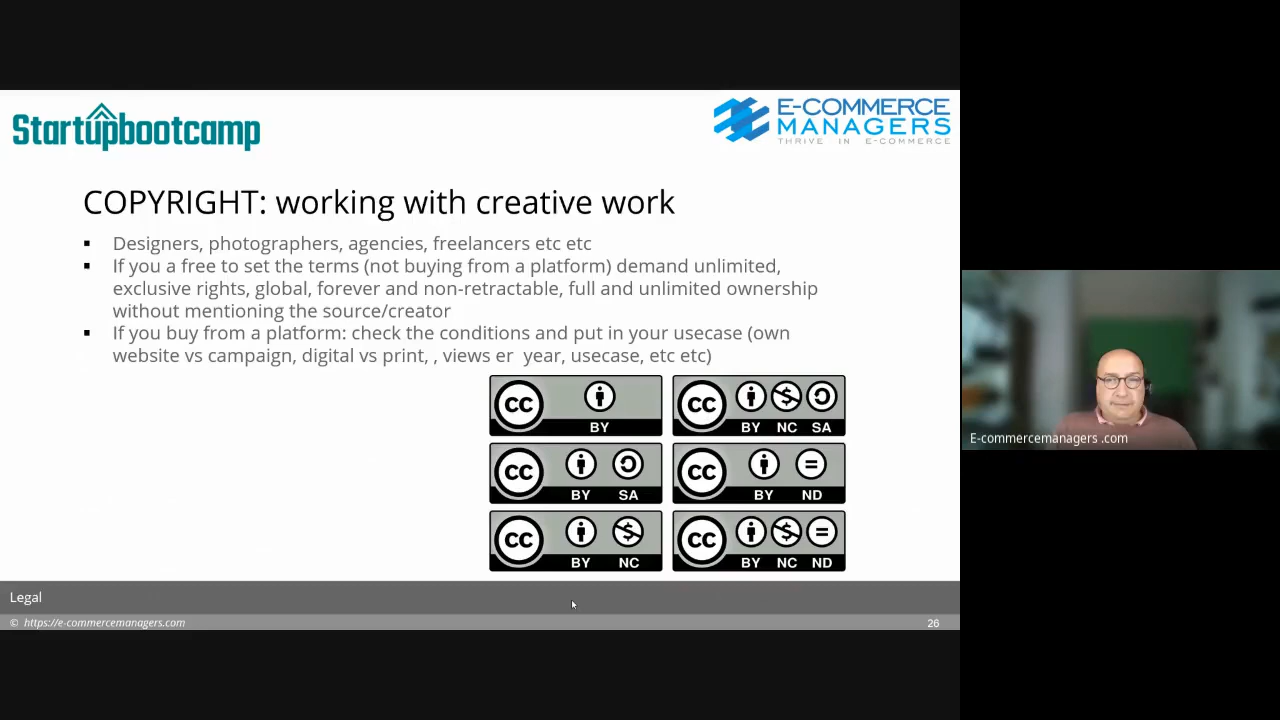 Startupbootcamp
E-COMMERCE
MANAGERS
THRIVE IN E-COMMERCE
COPYRIGHT: working with creative work
▪ Designers, photographers, agencies, freelancers etc etc
▪ If you a free to set the terms (not buying from a platform) demand unlimited,
exclusive rights, global, forever and non-retractable, full and unlimited ownership
without mentioning the source/creator
▪ If you buy from a platform: check the conditions and put in your usecase (own
website vs campaign, digital vs print, , views er year, usecase, etc etc)
CC BY
CC BY NC SA
CC BY SA
CC BY ND
CC BY NC
CC BY NC ND
E-commercemanagers .com
Legal
© https://e-commercemanagers.com
26